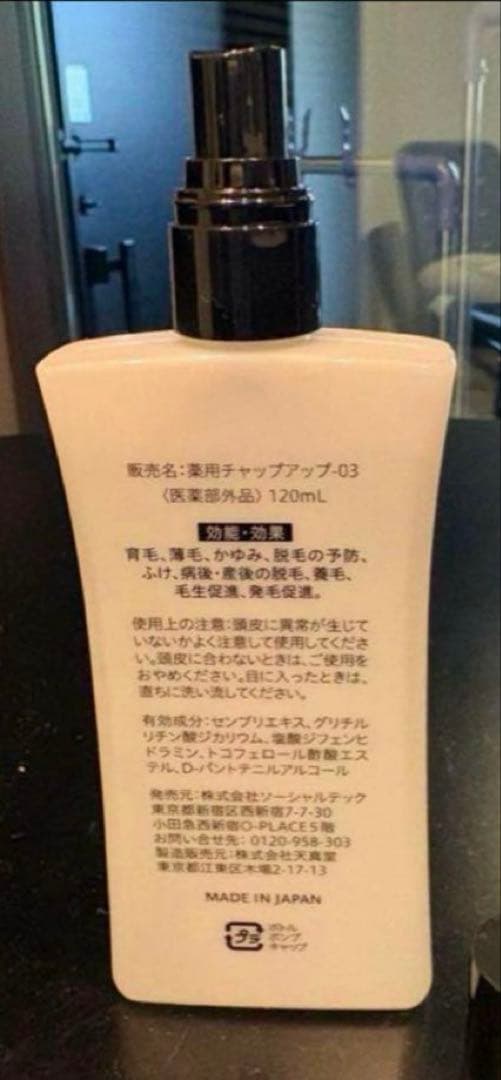 販売名：薬用チャップアップ-03
〈医薬部外品〉120mL
効能・効果
育毛、薄毛、かゆみ、脱毛の予防、
ふけ、病後・産後の脱毛、養毛、
毛生促進、発毛促進。
使用上の注意：頭皮に異常が生じて
いないかよく注意して使用してくださ
い。頭皮に合わないときは、ご使用を
おやめください。目に入ったときは、
直ちに洗い流してください。
有効成分：センブリエキス、グリチル
リチン酸ジカリウム、塩酸ジフェンヒ
ドラミン、トコフェロール酢酸エス
テル、D-パントテニルアルコール
発売元：株式会社ソーシャルテック
東京都新宿区西新宿7-7-30
小田急西新宿O-PLACE5階
お問い合せ先：0120-958-303
製造販売元：株式会社天真堂
東京都江東区木場2-17-13
MADE IN JAPAN
プラ
ボトル
ポンプ
キャップ